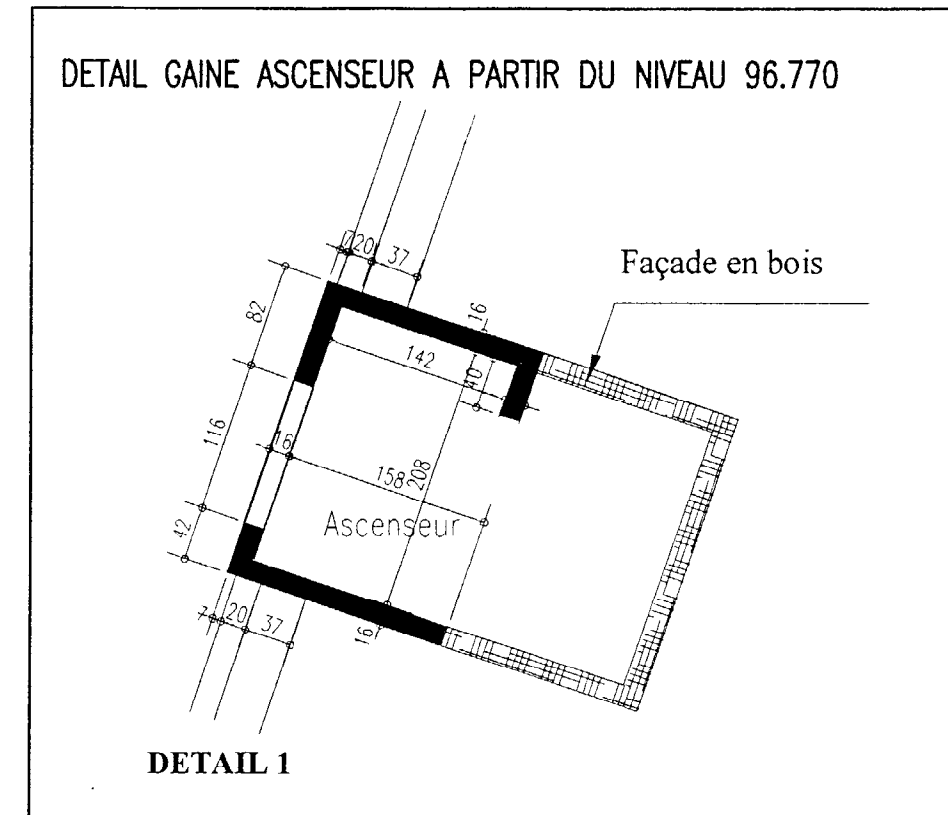 DETAIL GAINE ASCENSEUR A PARTIR DU NIVEAU 96.770
7 20 37
Façade en bois
82
16
142
40
116
16
158
208
Ascenseur
42
7 20 37
16
DETAIL 1